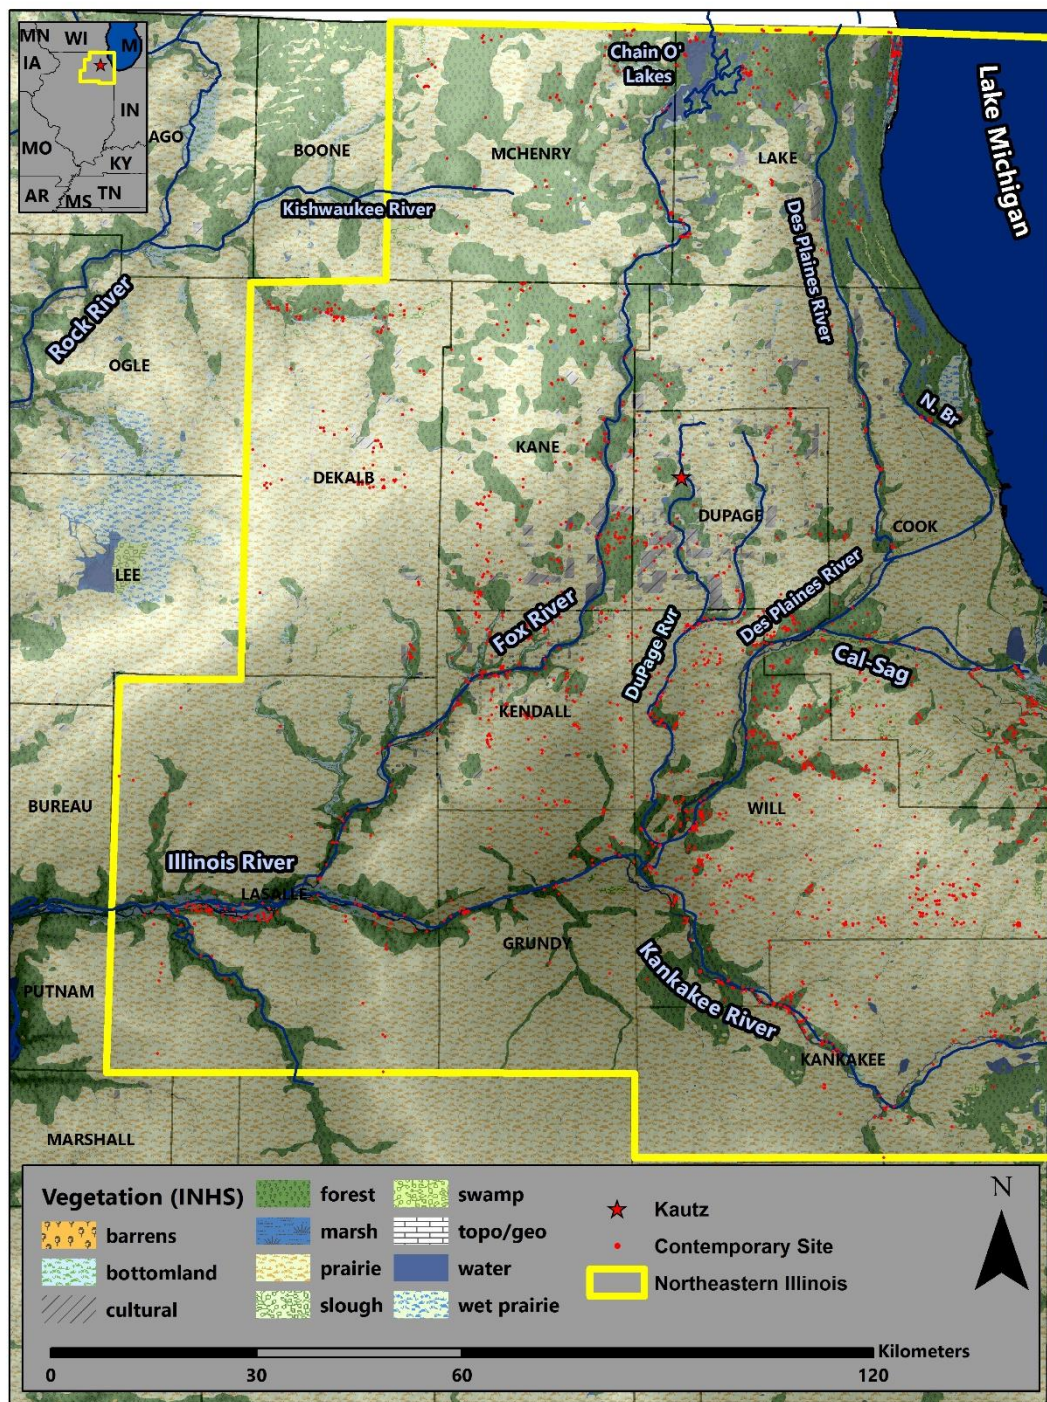 MN
WI
M
IA
IN
MO
KY
AR
MS
TN
AGO
BOONE
MCHENRY
Chain O'
Lakes
LAKE
Lake Michigan
Kishwaukee River
Des Plaines River
Rock River
OGLE
N. Br
KANE
DEKALB
DUPAGE
COOK
LEE
Fox River
Des Plaines River
DuPage Rvr
Cal-Sag
KENDALL
BUREAU
WILL
Illinois River
LASALLE
GRUNDY
Kankakee River
PUTNAM
KANKAKEE
MARSHALL
Vegetation (INHS)
barrens
bottomland
cultural
forest
marsh
prairie
slough
swamp
topo/geo
water
wet prairie
Kautz
Contemporary Site
Northeastern Illinois
N
Kilometers
0 30 60 120